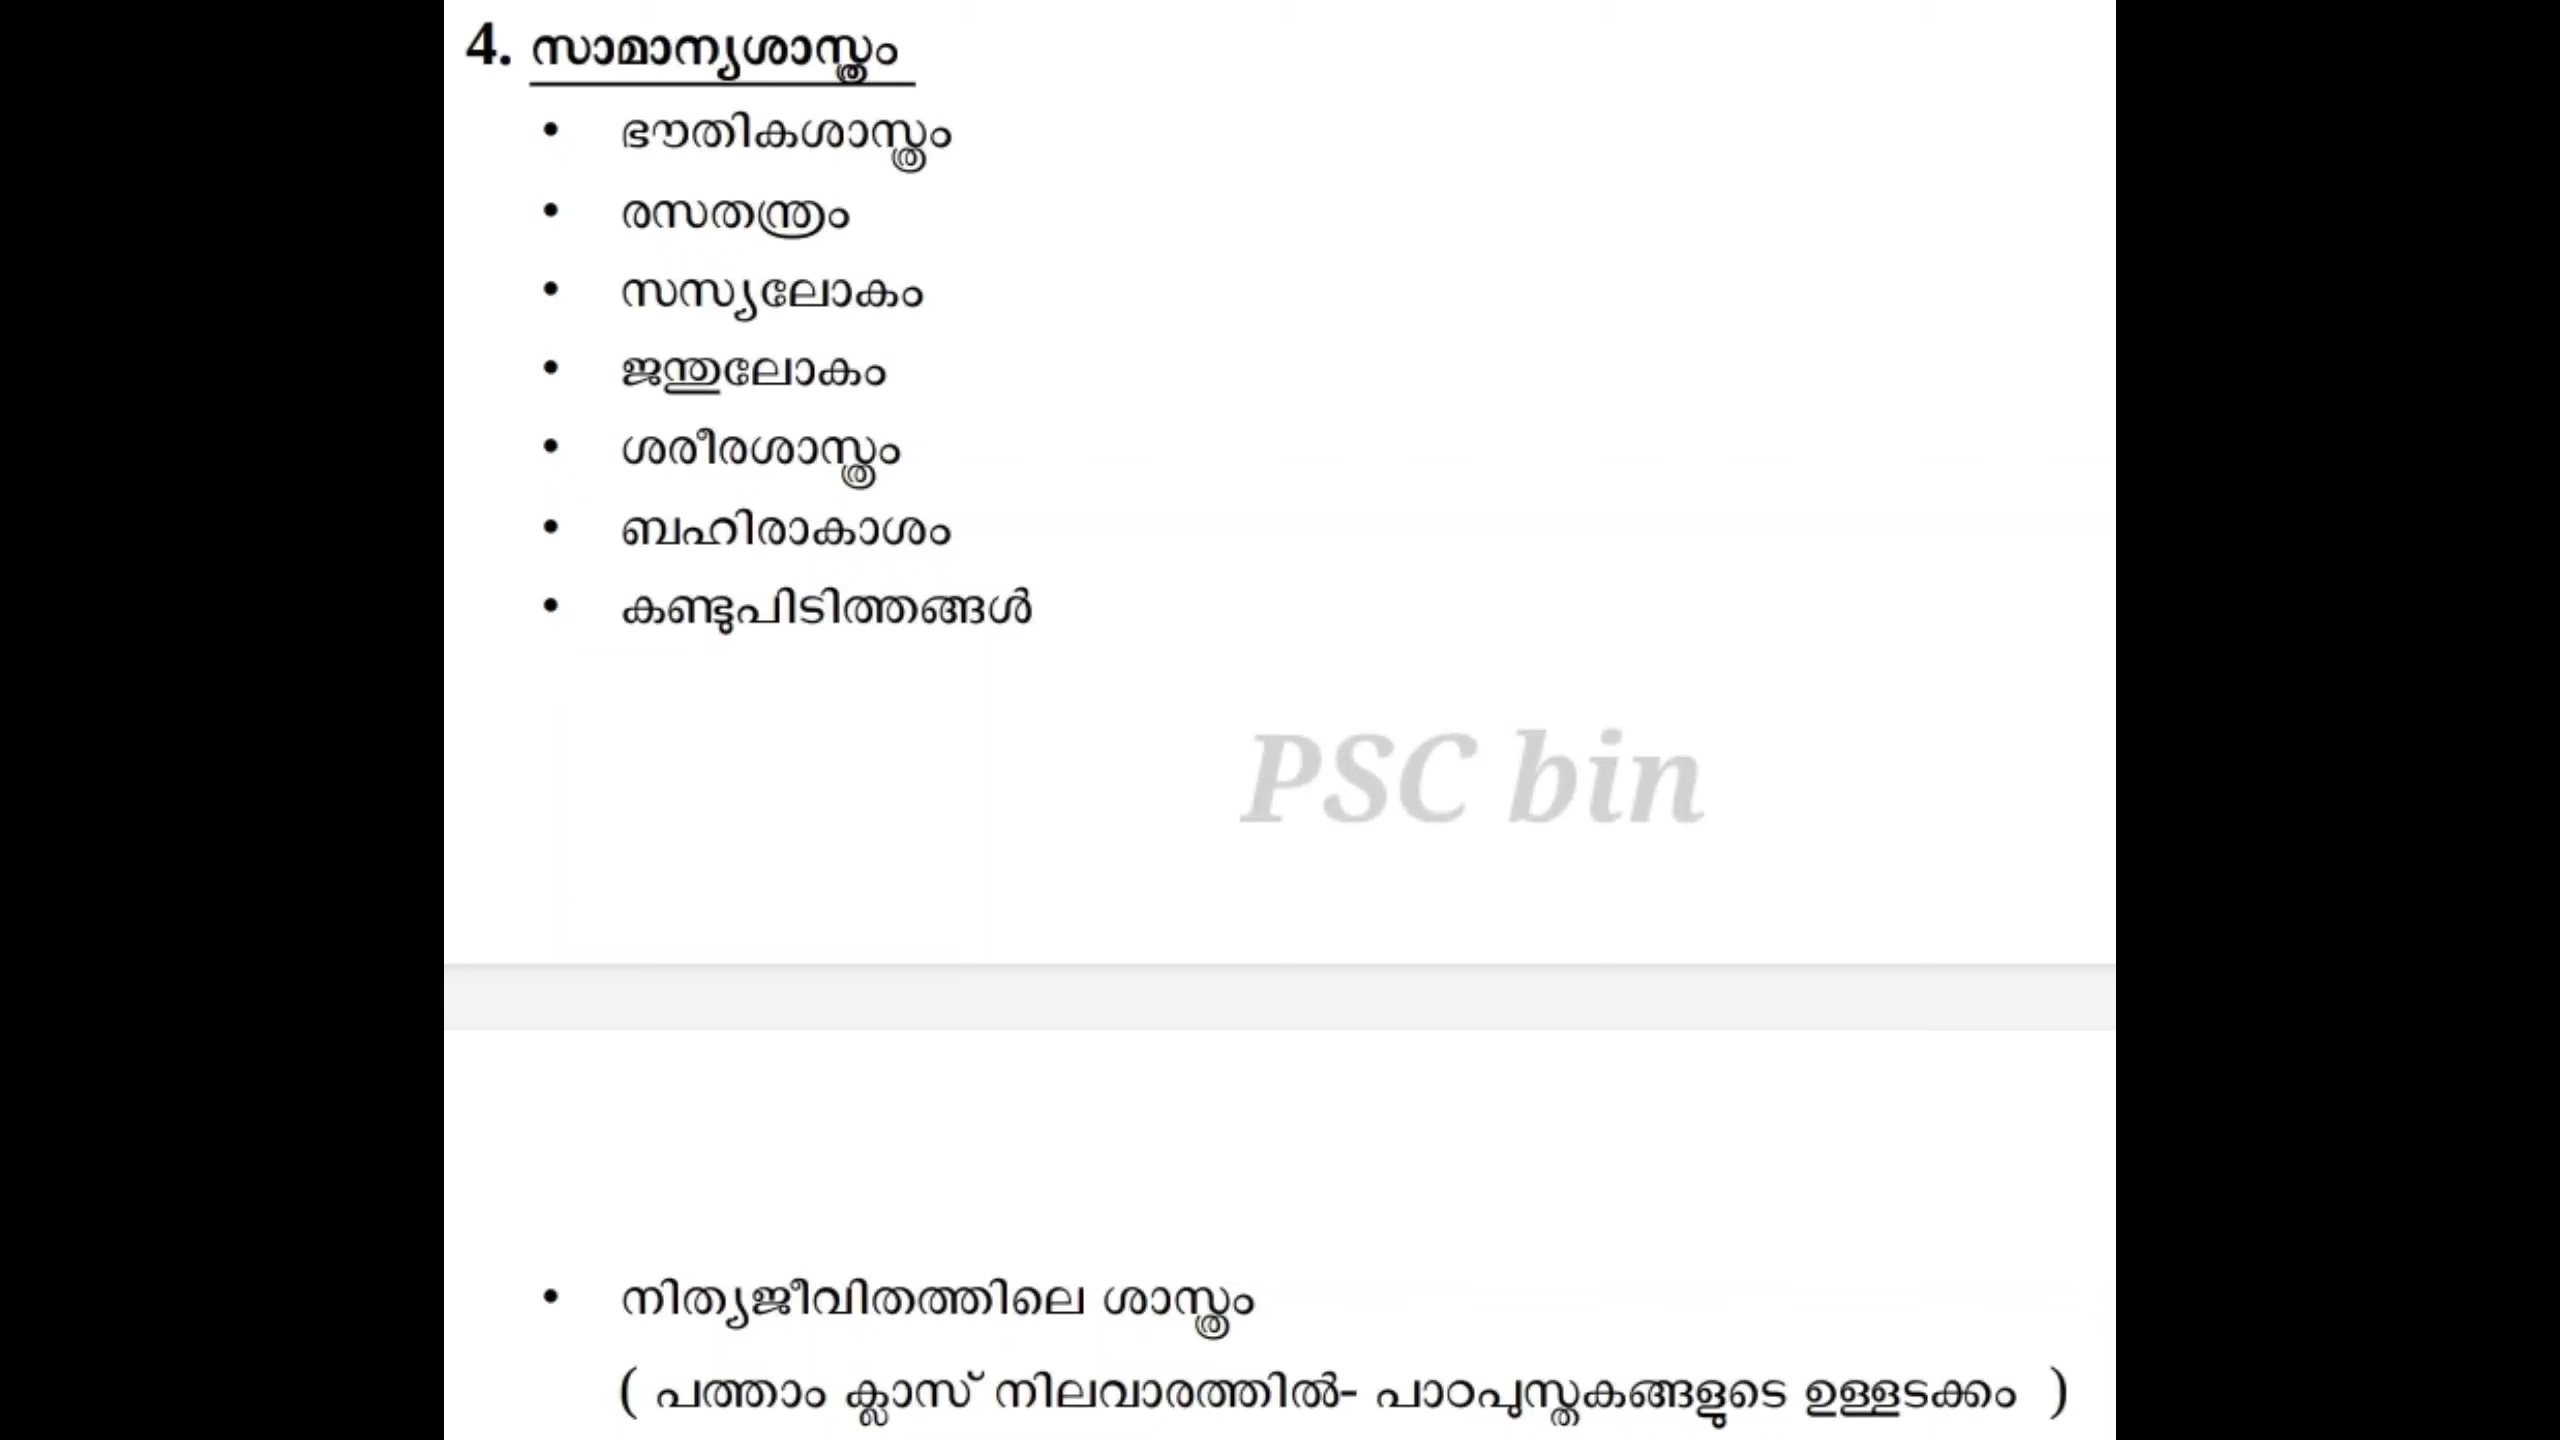 4. സാമാന്യശാസ്ത്രം
• ഭൗതികശാസ്ത്രം
• രസതന്ത്രം
• സസ്യലോകം
• ജന്തുലോകം
• ശരീരശാസ്ത്രം
• ബഹിരാകാശം
• കണ്ടുപിടിത്തങ്ങൾ
PSC bin
• നിത്യജീവിതത്തിലെ ശാസ്ത്രം
( പത്താം ക്ലാസ് നിലവാരത്തിൽ- പാഠപുസ്തകങ്ങളുടെ ഉള്ളടക്കം )